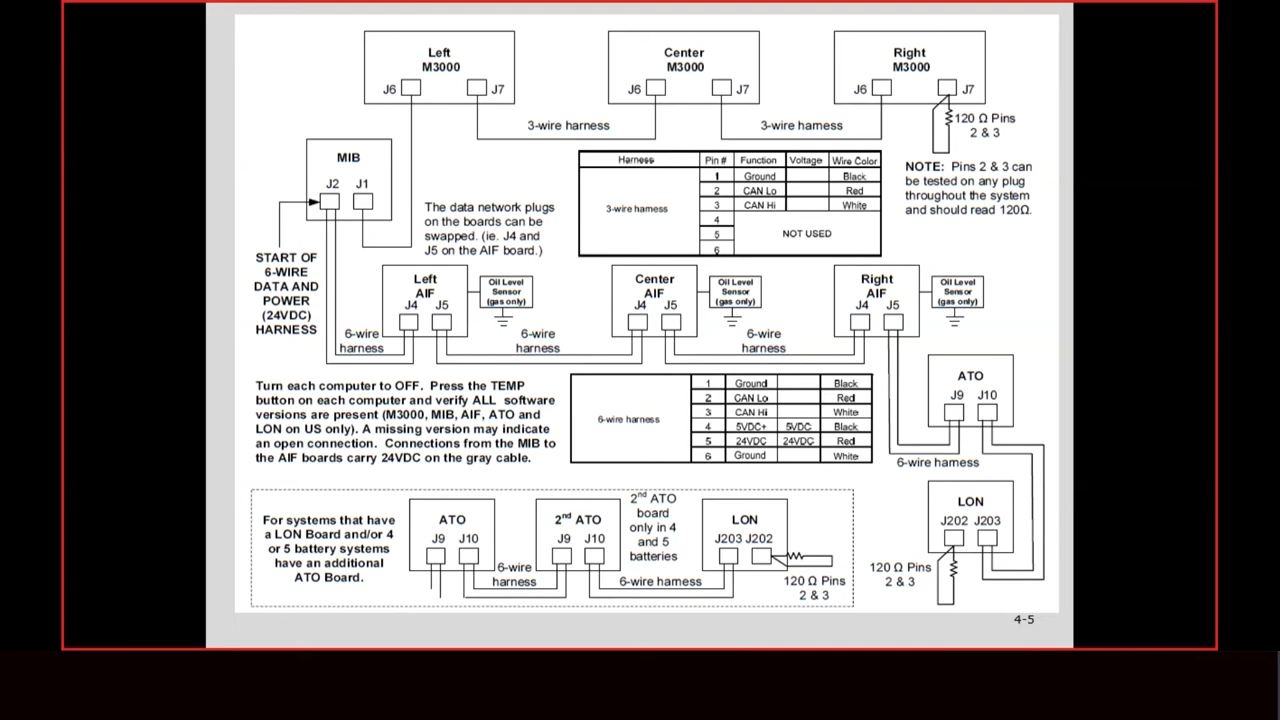 Left
M3000
J6
J7
Center
M3000
J6
J7
Right
M3000
J6
J7
3-wire harness
3-wire harness
120 Ω Pins
2 & 3
MIB
J2
J1
The data network plugs
on the boards can be
swapped. (ie. J4 and
J5 on the AIF board.)
Harness Pin # Function Voltage Wire Color
3-wire harness
1 Ground Black
2 CAN Lo Red
3 CAN Hi White
4
5
6
NOT USED
NOTE: Pins 2 & 3 can
be tested on any plug
throughout the system
and should read 120Ω.
START OF
6-WIRE
DATA AND
POWER
(24VDC)
HARNESS
Left
AIF
J4 J5
Oil Level
Sensor
(gas only)
Center
AIF
J4 J5
Oil Level
Sensor
(gas only)
Right
AIF
J4 J5
Oil Level
Sensor
(gas only)
6-wire
harness
6-wire
harness
6-wire
harness
Turn each computer to OFF. Press the TEMP
button on each computer and verify ALL software
versions are present (M3000, MIB, AIF, ATO and
LON on US only). A missing version may indicate
an open connection. Connections from the MIB to
the AIF boards carry 24VDC on the gray cable.
6-wire harness
1 Ground Black
2 CAN Lo Red
3 CAN Hi White
4 5VDC+ 5VDC Black
5 24VDC 24VDC Red
6 Ground White
ATO
J9 J10
6-wire harness
LON
J202 J203
120 Ω Pins
2 & 3
For systems that have
a LON Board and/or 4
or 5 battery systems
have an additional
ATO Board.
ATO
J9 J10
6-wire
harness
2nd ATO
J9 J10
2nd ATO
board
only in 4
and 5
batteries
6-wire harness
LON
J203 J202
120 Ω Pins
2 & 3
4-5